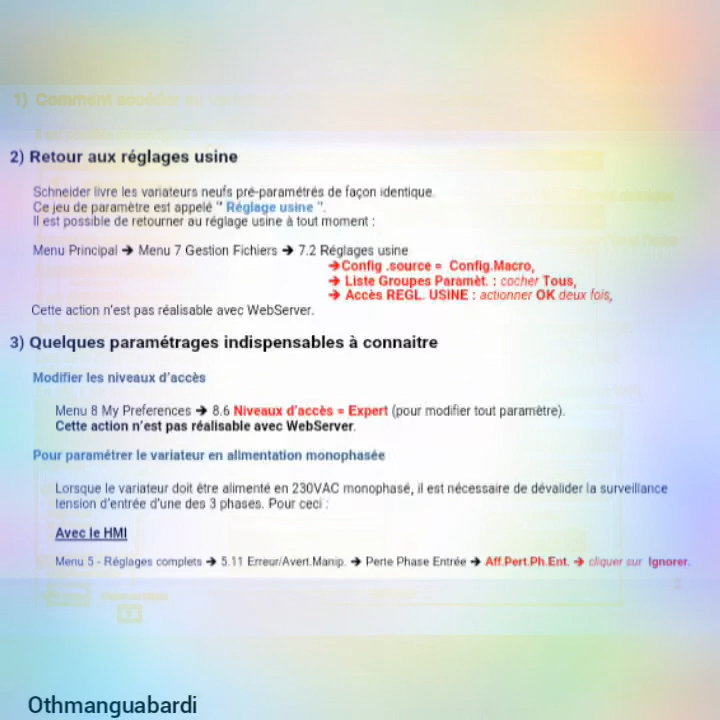 1) Comment accéder au
2) Retour aux réglages usine
Schneider livre les variateurs neufs pré-paramétrés de façon identique.
Ce jeu de paramètre est appelé " Réglage usine ".
Il est possible de retourner au réglage usine à tout moment :
Menu Principal ➔ Menu 7 Gestion Fichiers ➔ 7.2 Réglages usine
➔Config .source = Config.Macro,
➔ Liste Groupes Paramèt. : cocher Tous,
➔ Accès REGL. USINE : actionner OK deux fois,
Cette action n'est pas réalisable avec WebServer.
3) Quelques paramétrages indispensables à connaitre
Modifier les niveaux d'accès
Menu 8 My Preferences ➔ 8.6 Niveaux d'accès = Expert (pour modifier tout paramètre).
Cette action n'est pas réalisable avec WebServer.
Pour paramétrer le variateur en alimentation monophasée
Lorsque le variateur doit être alimenté en 230VAC monophasé, il est nécessaire de dévalider la surveillance
tension d'entrée d'une des 3 phases. Pour ceci :
Avec le HMI
Menu 5 - Réglages complets ➔ 5.11 Erreur/Avert.Manip. ➔ Perte Phase Entrée ➔ Aff.Pert.Ph.Ent. ➔ cliquer sur Ignorer.
Othmanguabardi